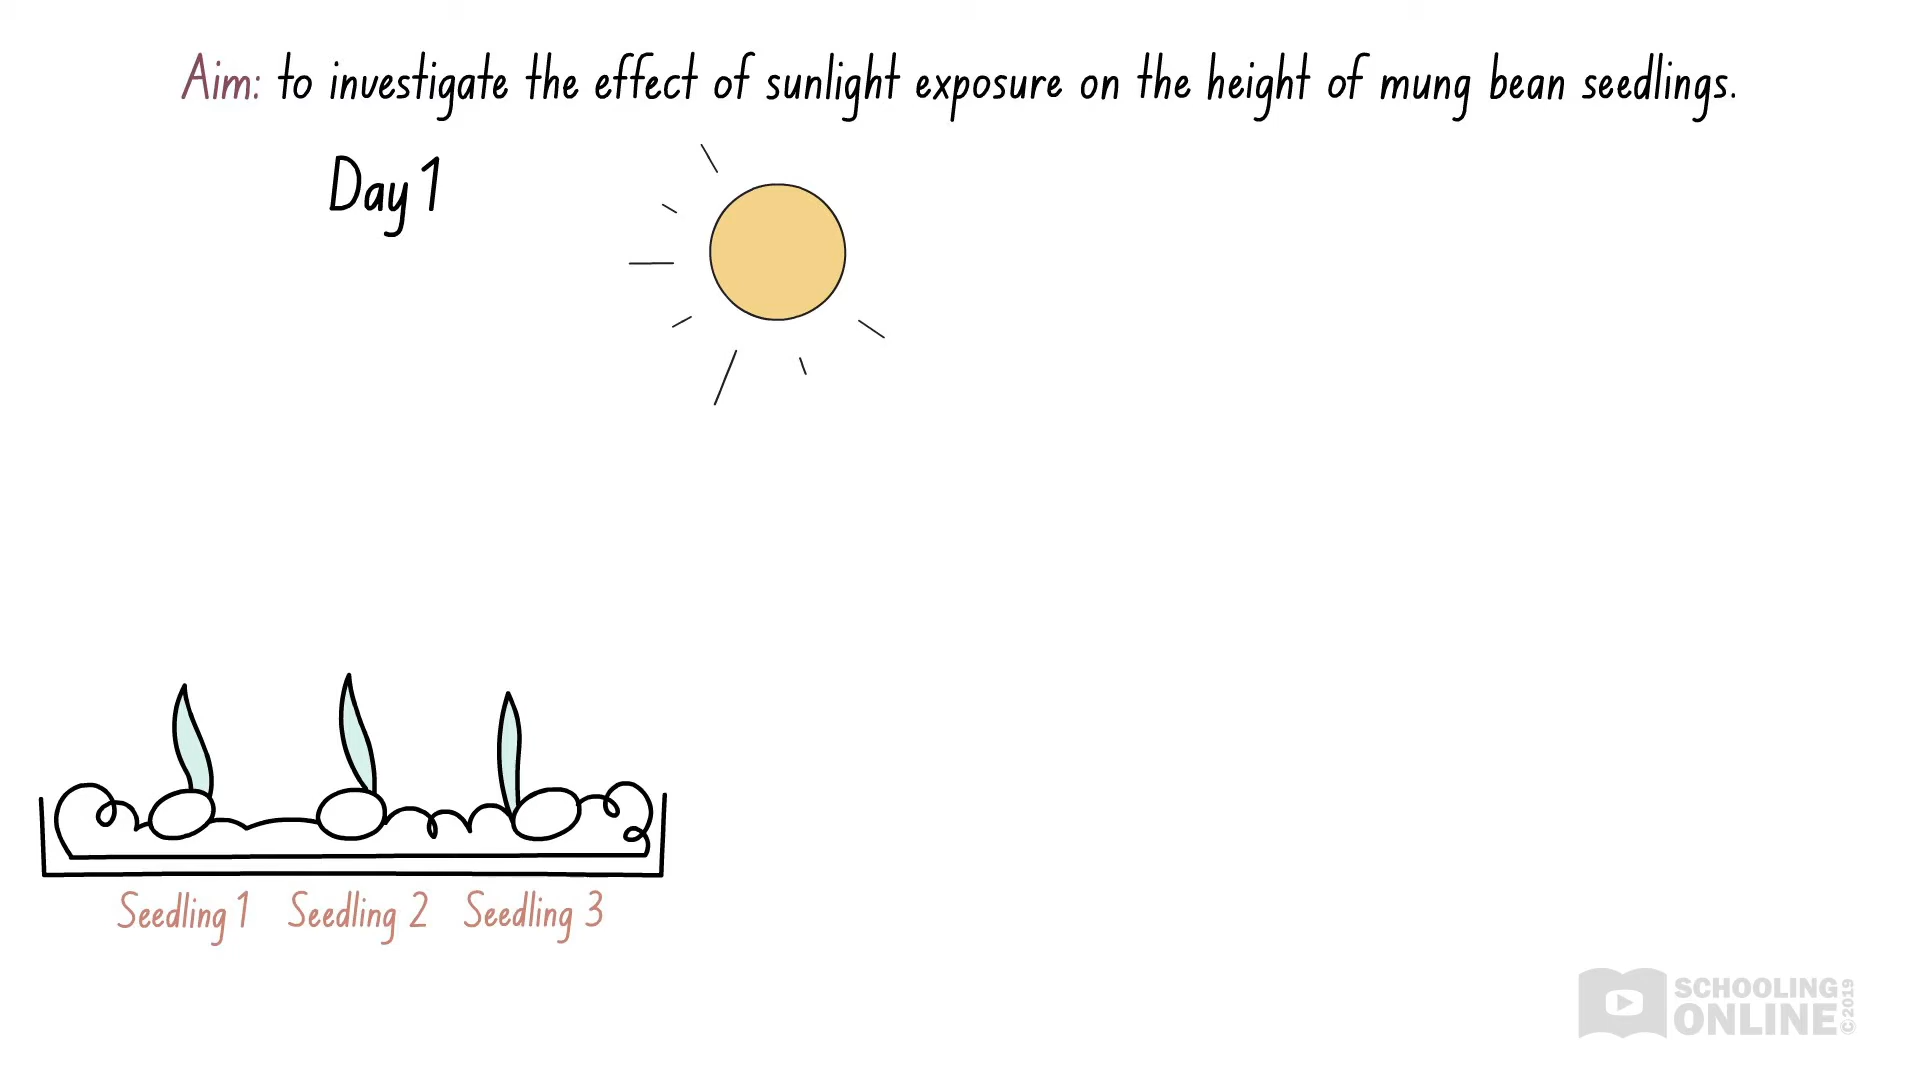 Aim: to investigate the effect of sunlight exposure on the height of mung bean seedlings.
Day 1
Seedling 1 Seedling 2 Seedling 3
SCHOOLING
ONLINE
©2019